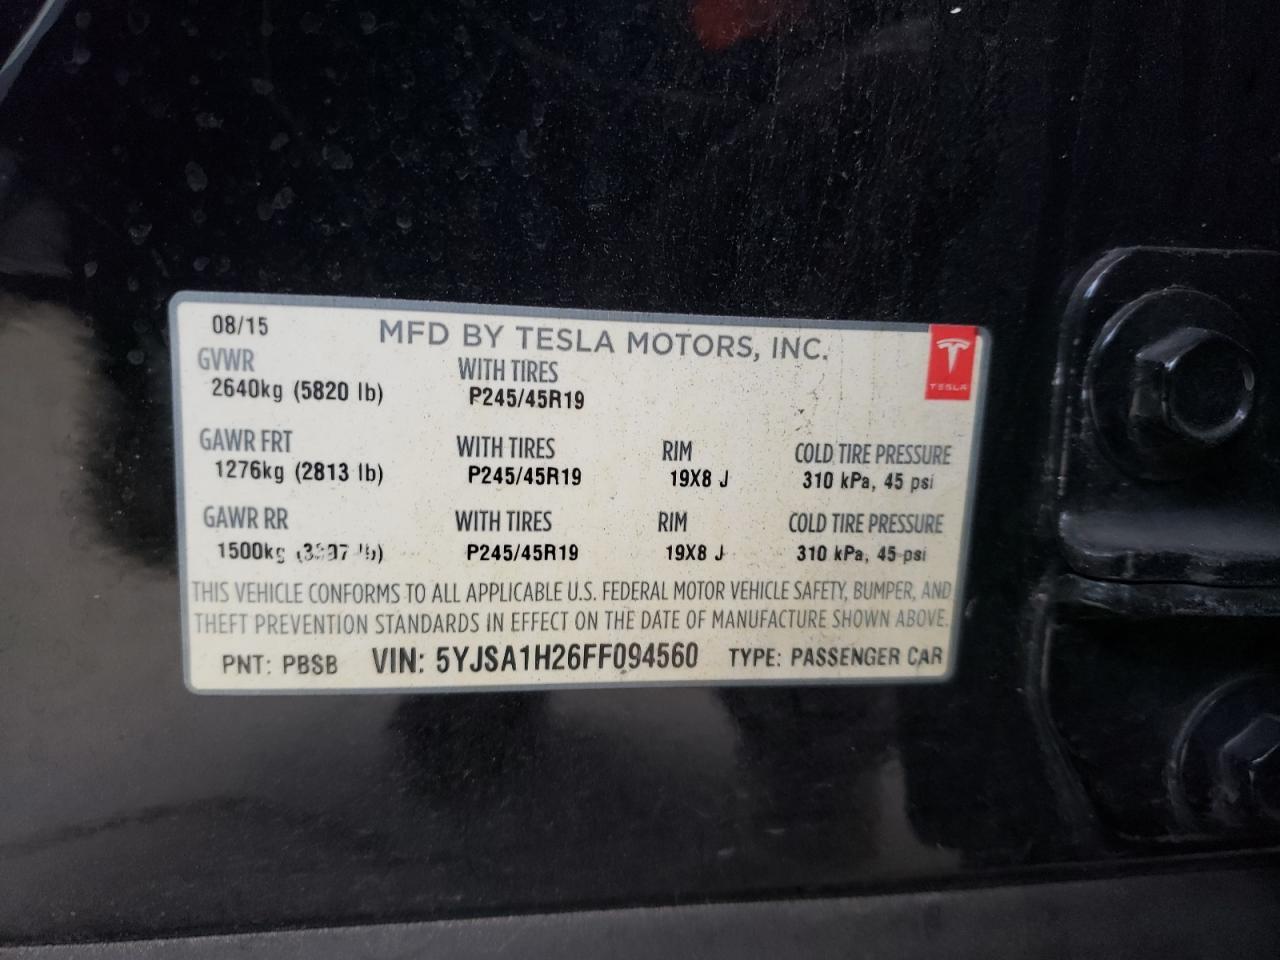 08/15 MFD BY TESLA MOTORS, INC.
GVWR WITH TIRES
2640kg (5820 lb) P245/45R19
TESLA
GAWR FRT WITH TIRES RIM COLD TIRE PRESSURE
1276kg (2813 lb) P245/45R19 19X8 J 310 kPa, 45 psi
GAWR RR WITH TIRES RIM COLD TIRE PRESSURE
1500kg lb) P245/45R19 19X8 J 310 kPa, 45 psi
THIS VEHICLE CONFORMS TO ALL APPLICABLE U.S. FEDERAL MOTOR VEHICLE SAFETY, BUMPER, AND
THEFT PREVENTION STANDARDS IN EFFECT ON THE DATE OF MANUFACTURE SHOWN ABOVE.
PNT: PBSB VIN: 5YJSA1H26FF094560 TYPE: PASSENGER CAR